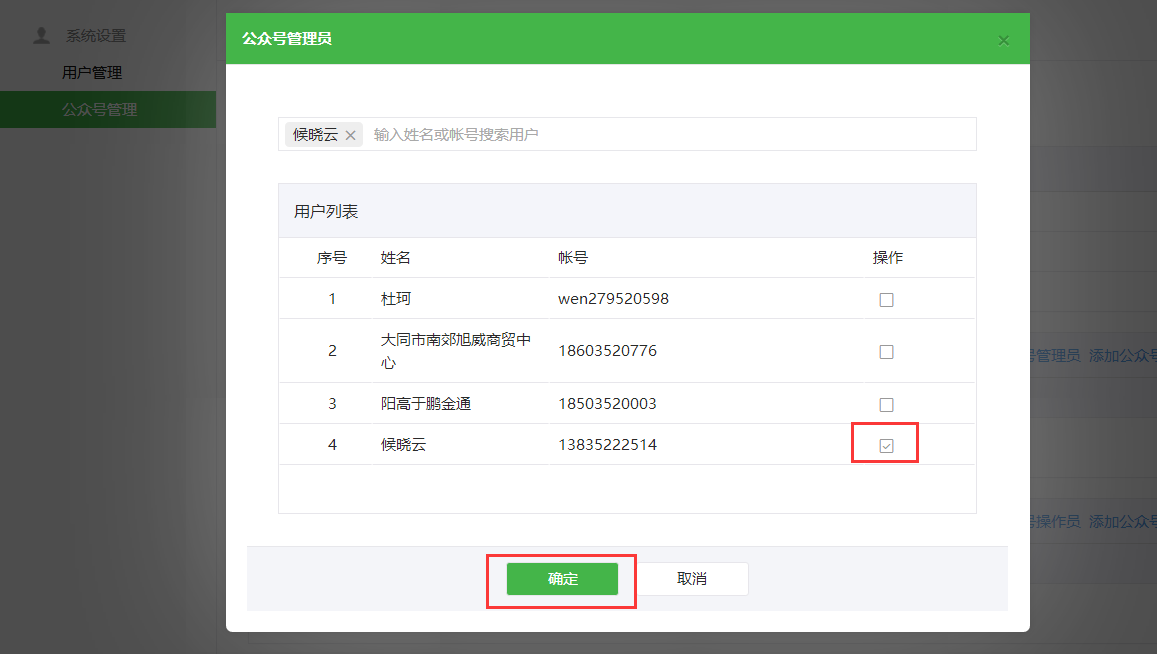 系统设置
用户管理
公众号管理
公众号管理员
候晓云 × 输入姓名或帐号搜索用户
用户列表
序号 姓名 帐号 操作
1 杜珂 wen279520598
2 大同市南郊旭威商贸中
心 18603520776
3 阳高于鹏金通 18503520003
4 候晓云 13835222514
号管理员 添加公众号
号操作员 添加公众号
确定 取消